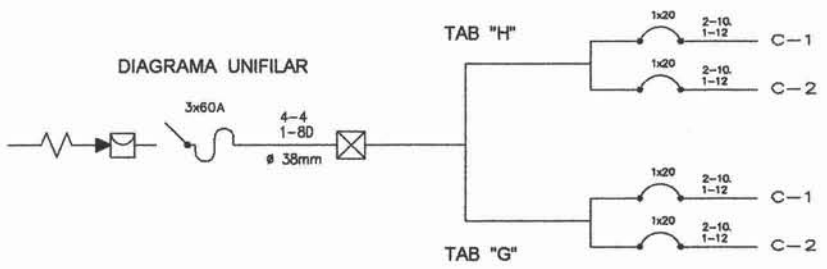 TAB "H"
1x20
2-10.
1-12
C-1
1x20
2-10.
1-12
C-2
DIAGRAMA UNIFILAR
3x60A
4-4
1-8D
ø 38mm
1x20
2-10.
1-12
C-1
1x20
2-10.
1-12
C-2
TAB "G"